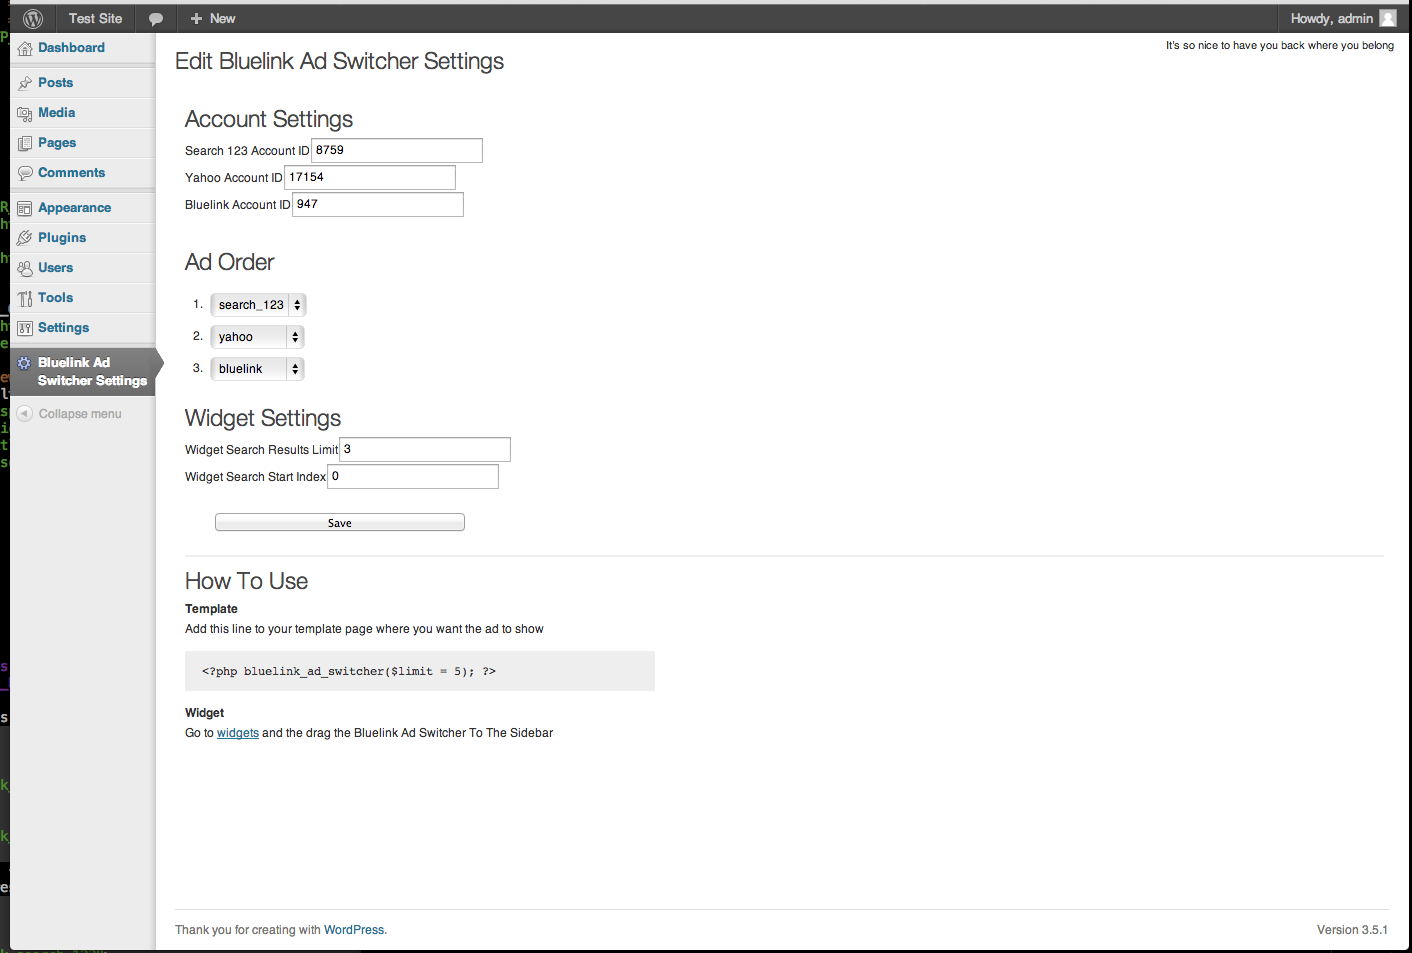 Test Site
New
Howdy, admin
It's so nice to have you back where you belong
Dashboard
Posts
Media
Pages
Comments
Appearance
Plugins
Users
Tools
Settings
Bluelink Ad
Switcher Settings
Collapse menu
Edit Bluelink Ad Switcher Settings
Account Settings
Search 123 Account ID 8759
Yahoo Account ID 17154
Bluelink Account ID 947
Ad Order
1. search_123
2. yahoo
3. bluelink
Widget Settings
Widget Search Results Limit 3
Widget Search Start Index 0
Save
How To Use
Template
Add this line to your template page where you want the ad to show
<?php bluelink_ad_switcher($limit = 5); ?>
Widget
Go to widgets and the drag the Bluelink Ad Switcher To The Sidebar
Thank you for creating with WordPress.
Version 3.5.1